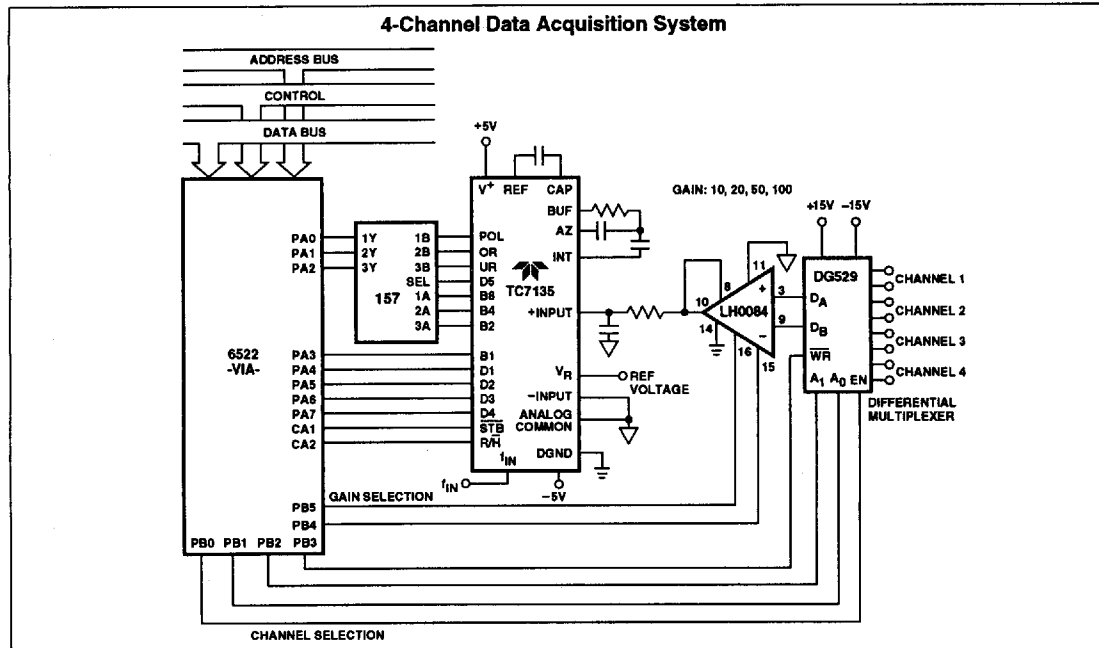 4-Channel Data Acquisition System
ADDRESS BUS
CONTROL
DATA BUS
+5V
V+ REF CAP
BUF
AZ
INT
GAIN: 10, 20, 50, 100
+15V -15V
PA0 1Y 1B POL
PA1 2Y 2B OR
PA2 3Y 3B UR
SEL D5
157 1A B8
2A B4
3A B2
TC7135
+INPUT
11
+
8
10 LH0084
14
3
9
–
16
15
DG529
DA
DB
WR
A1 A0 EN
CHANNEL 1
CHANNEL 2
CHANNEL 3
CHANNEL 4
DIFFERENTIAL
MULTIPLEXER
6522
-VIA-
PA3 B1
PA4 D1
PA5 D2
PA6 D3
PA7 D4
CA1 STB
CA2 R/H
VR REF
VOLTAGE
–INPUT
ANALOG
COMMON
DGND
fIN
fIN
–5V
GAIN SELECTION
PB5
PB4
PB0 PB1 PB2 PB3
CHANNEL SELECTION